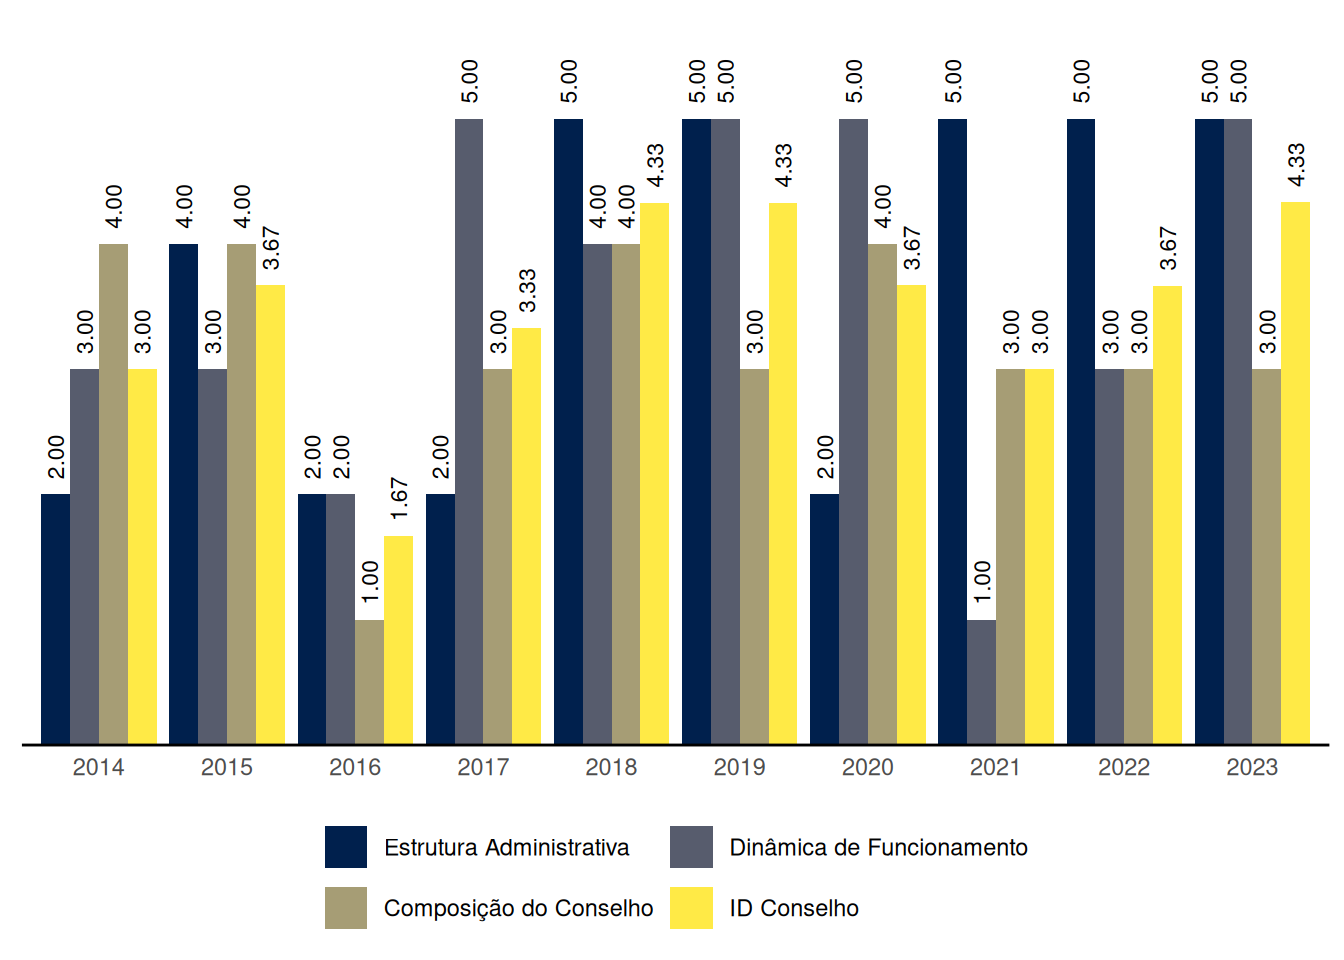 2.00 3.00 4.00 3.00 4.00 3.00 4.00 3.67 2.00 2.00 1.00 1.67 2.00 5.00 3.00 3.33 5.00 4.00 4.00 4.33 5.00 5.00 3.00 4.33 2.00 5.00 4.00 3.67 5.00 1.00 3.00 3.00 5.00 3.00 3.00 3.67 5.00 5.00 3.00 4.33
2014 2015 2016 2017 2018 2019 2020 2021 2022 2023
Estrutura Administrativa Dinâmica de Funcionamento
Composição do Conselho ID Conselho